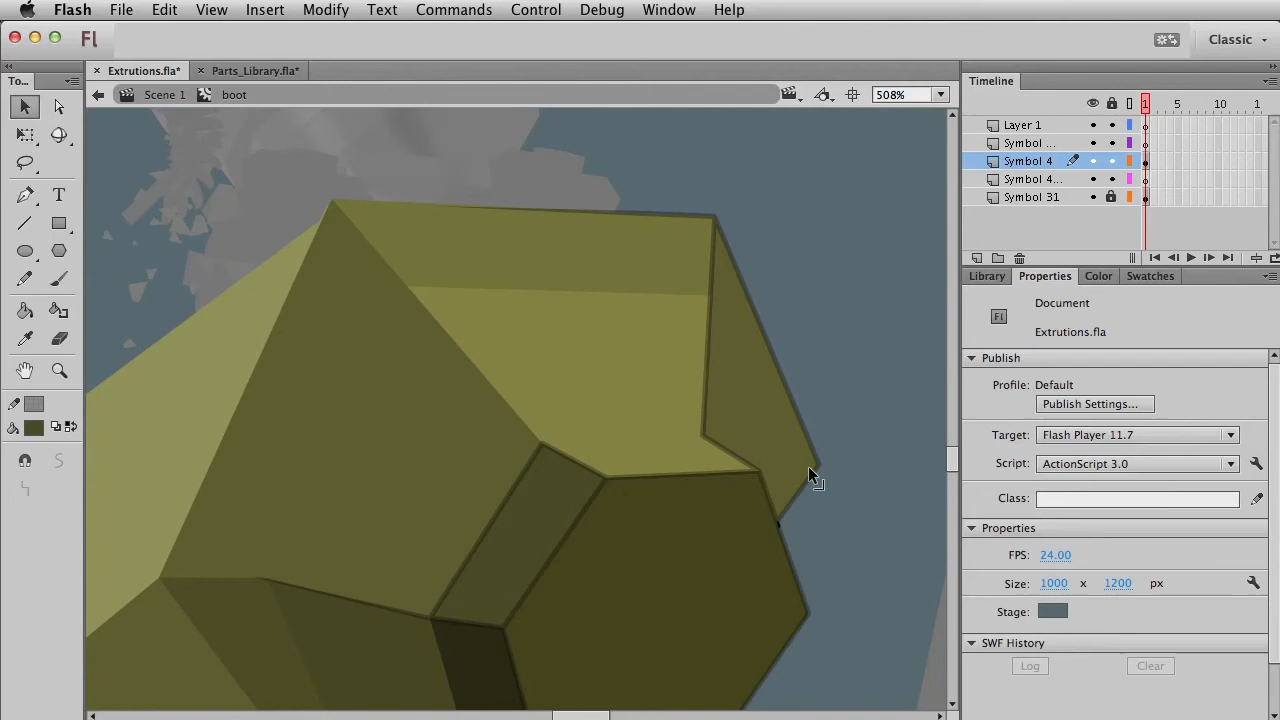 Flash File Edit View Insert Modify Text Commands Control Debug Window Help
Fl Classic
To... × Extrutions.fla* × Parts_Library.fla* Timeline
Scene 1 boot 508%
1 5 10 1
Layer 1
Symbol ...
Symbol 4
Symbol 4...
Symbol 31
Library Properties Color Swatches
Fl Document
Extrutions.fla
Publish
Profile: Default
Publish Settings...
Target: Flash Player 11.7
Script: ActionScript 3.0
Class:
Properties
FPS: 24.00
Size: 1000 x 1200 px
Stage:
SWF History
Log Clear